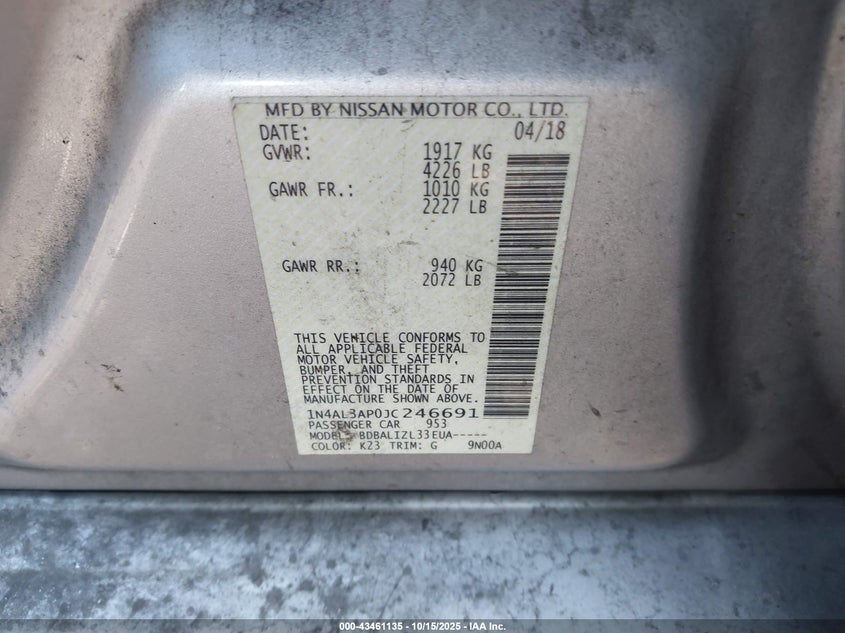 MFD BY NISSAN MOTOR CO., LTD.
DATE: 04/18
GVWR: 1917 KG
4226 LB
GAWR FR.: 1010 KG
2227 LB
GAWR RR.: 940 KG
2072 LB
THIS VEHICLE CONFORMS TO
ALL APPLICABLE FEDERAL
MOTOR VEHICLE SAFETY,
BUMPER, AND THEFT
PREVENTION STANDARDS IN
EFFECT ON THE DATE OF
MANUFACTURE SHOWN ABOVE.
1N4AL3AP0JC246691
PASSENGER CAR 953
MODEL: BDBALIZL33EUA-----
COLOR: K23 TRIM: G 9N00A
000-43461135 - 10/15/2025 - IAA Inc.